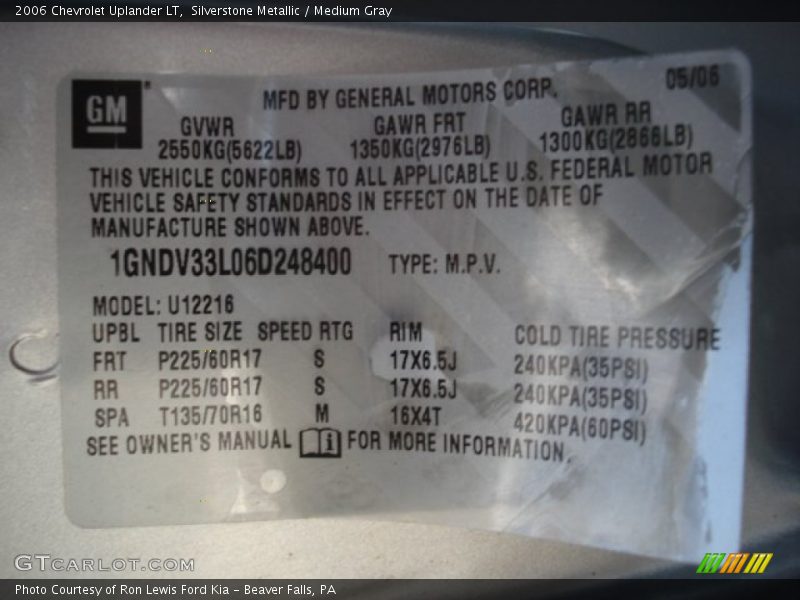 2006 Chevrolet Uplander LT,  Silverstone Metallic / Medium Gray
GM
MFD BY GENERAL MOTORS CORP.
05/06
GVWR GAWR FRT GAWR RR
2550KG(5622LB) 1350KG(2976LB) 1300KG(2866LB)
THIS VEHICLE CONFORMS TO ALL APPLICABLE U.S. FEDERAL MOTOR
VEHICLE SAFETY STANDARDS IN EFFECT ON THE DATE OF
MANUFACTURE SHOWN ABOVE.
1GNDV33L06D248400 TYPE: M.P.V.
MODEL: U12216
UPBL TIRE SIZE SPEED RTG RIM COLD TIRE PRESSURE
FRT P225/60R17 S 17X6.5J 240KPA(35PSI)
RR P225/60R17 S 17X6.5J 240KPA(35PSI)
SPA T135/70R16 M 16X4T 420KPA(60PSI)
SEE OWNER'S MANUAL i FOR MORE INFORMATION.
GTCARLOT.COM
Photo Courtesy of Ron Lewis Ford Kia - Beaver Falls, PA